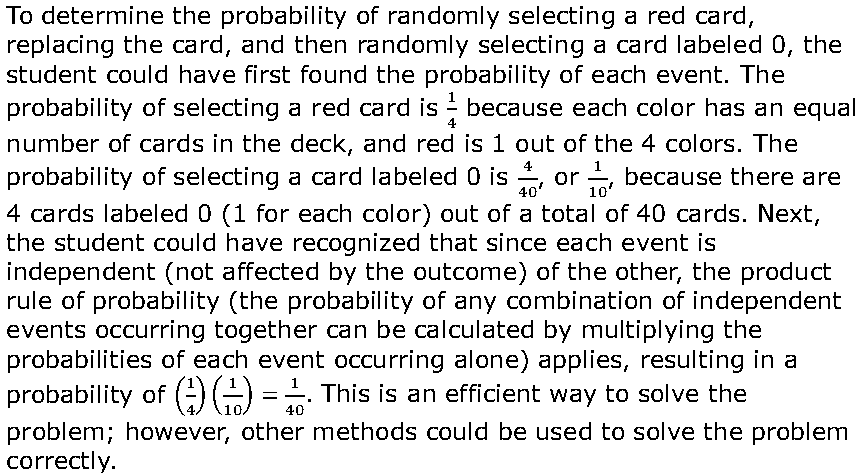 To determine the probability of randomly selecting a red card,
replacing the card, and then randomly selecting a card labeled 0, the
student could have first found the probability of each event. The
probability of selecting a red card is 1/4 because each color has an equal
number of cards in the deck, and red is 1 out of the 4 colors. The
probability of selecting a card labeled 0 is 4/40, or 1/10, because there are
4 cards labeled 0 (1 for each color) out of a total of 40 cards. Next,
the student could have recognized that since each event is
independent (not affected by the outcome) of the other, the product
rule of probability (the probability of any combination of independent
events occurring together can be calculated by multiplying the
probabilities of each event occurring alone) applies, resulting in a
probability of (1/4)(1/10) = 1/40. This is an efficient way to solve the
problem; however, other methods could be used to solve the problem
correctly.